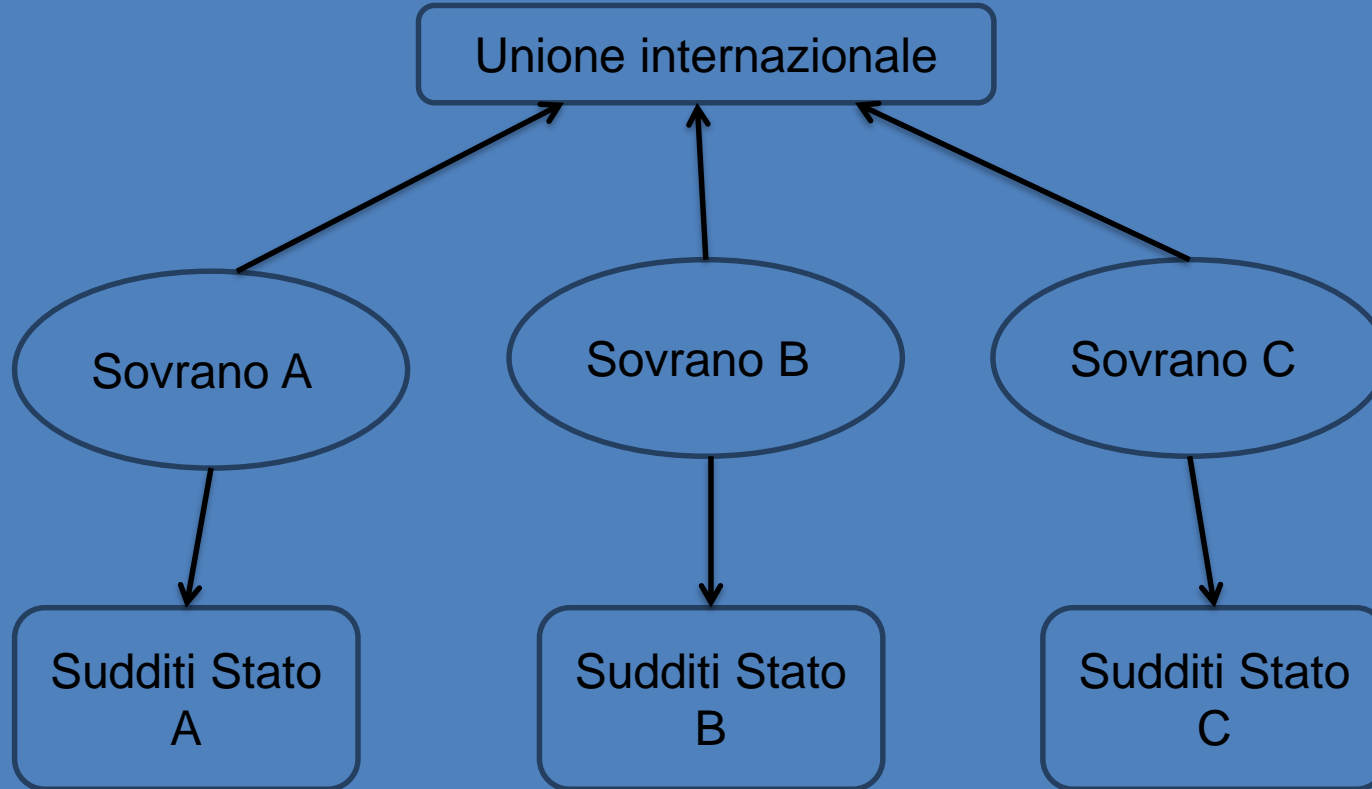 Unione internazionale
Sovrano A
Sovrano B
Sovrano C
Sudditi Stato
A
Sudditi Stato
B
Sudditi Stato
C